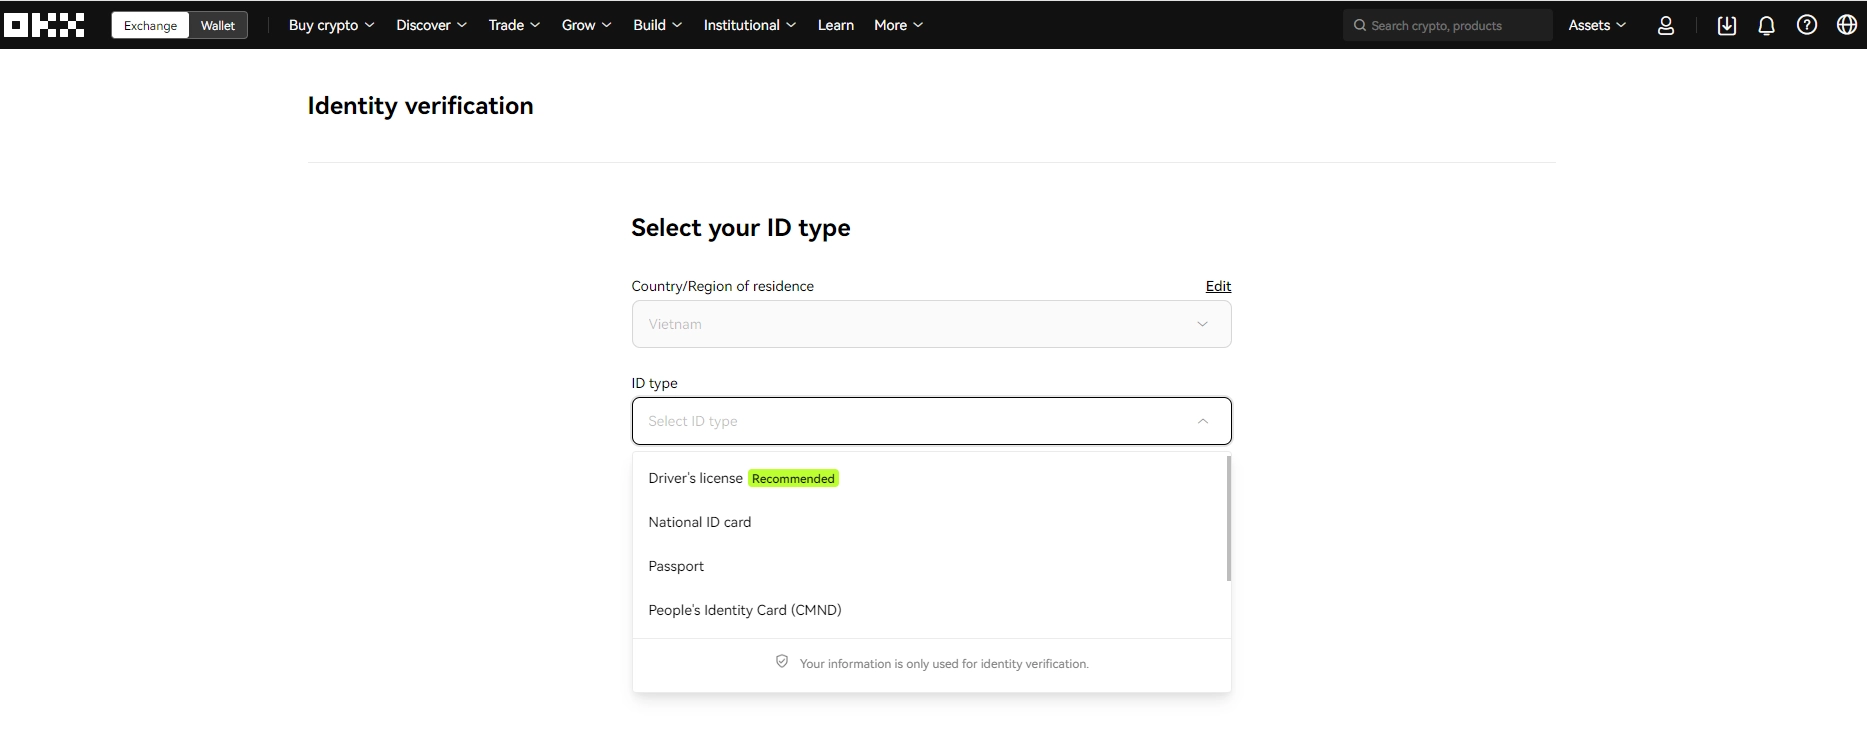 OKX Exchange Wallet Buy crypto Discover Trade Grow Build Institutional Learn More Search crypto, products Assets
Identity verification
Select your ID type
Country/Region of residence Edit
Vietnam
ID type
Select ID type
Driver's license Recommended
National ID card
Passport
People's Identity Card (CMND)
Your information is only used for identity verification.